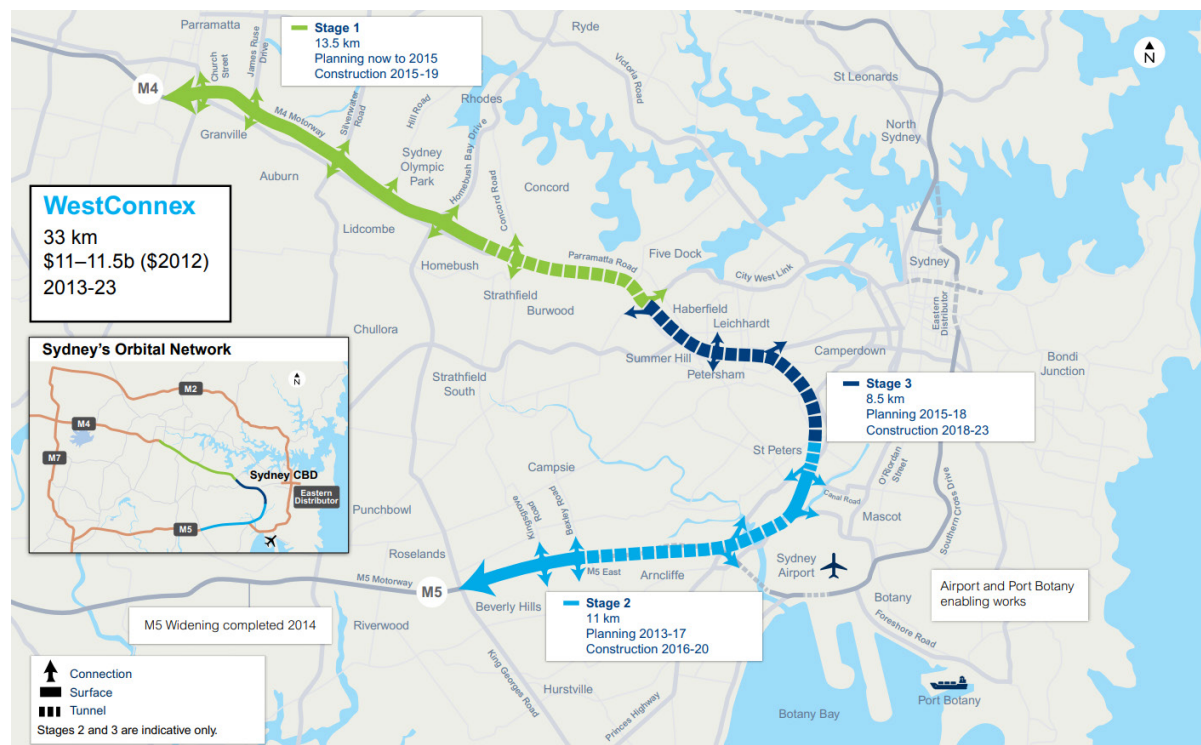 Parramatta
Church
Street
James Ruse
Drive
Stage 1
13.5 km
Planning now to 2015
Construction 2015-19
Ryde
Victoria Road
St Leonards
N
M4
M4 Motorway
Silverwater
Road
Hill Road
Rhodes
Homebush Bay Drive
North
Sydney
Granville
Auburn
Sydney
Olympic
Park
Concord Road
Concord
WestConnex
33 km
$11–11.5b ($2012)
2013-23
Lidcombe
Homebush
Parramatta Road
Five Dock
City West Link
Sydney
Eastern
Distributor
Strathfield
Burwood
Haberfield
Leichhardt
Chullora
Summer Hill
Petersham
Camperdown
Bondi
Junction
Strathfield
South
Sydney's Orbital Network
N
M2
M4
M7
Sydney CBD
Eastern
Distributor
M5
Stage 3
8.5 km
Planning 2015-18
Construction 2018-23
St Peters
O'Riordan
Street
Campsie
Kingsgrove
Road
Bexley Road
Canal Road
Punchbowl
Mascot
Southern Cross Drive
Roselands
M5 Motorway
M5
M5 East
Arncliffe
Sydney
Airport
Botany
Airport and Port Botany
enabling works
Beverly Hills
Stage 2
11 km
Planning 2013-17
Construction 2016-20
Foreshore Road
M5 Widening completed 2014
Riverwood
King Georges Road
Hurstville
Princes Highway
Botany Bay
Port Botany
Connection
Surface
Tunnel
Stages 2 and 3 are indicative only.